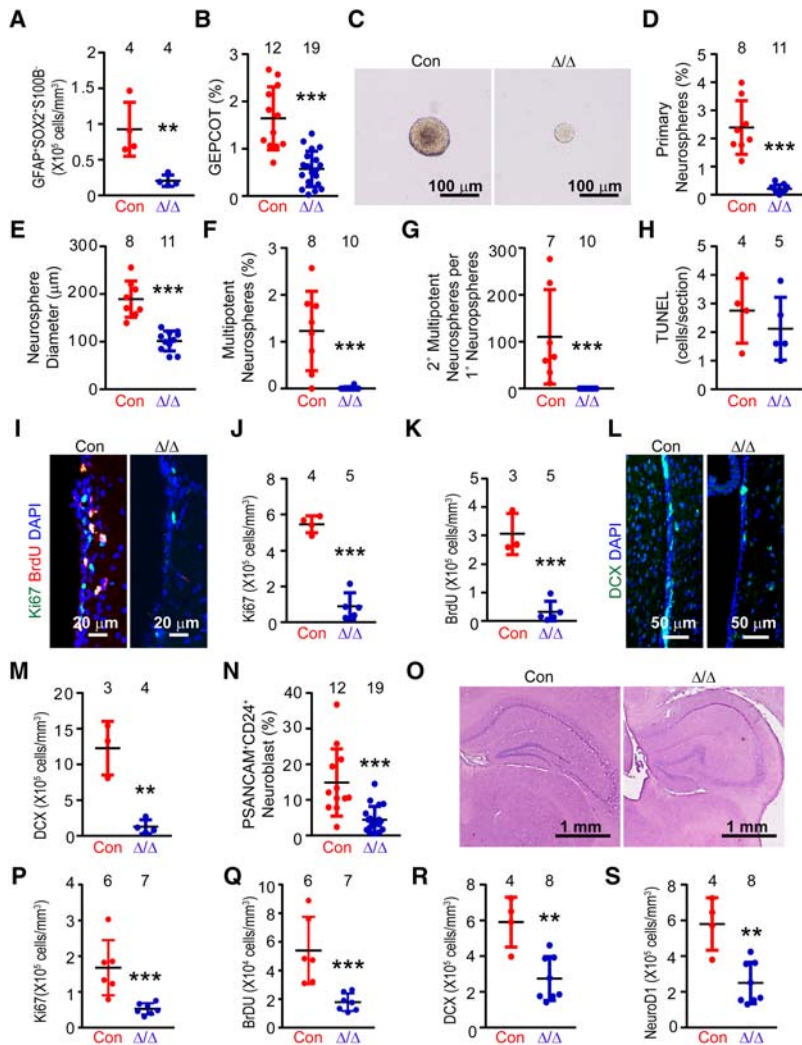 A
GFAP⁺SOX2⁺S100B⁻
(X10⁵ cells/mm³)
4 4
4
3
2
1
0
**
Con Δ/Δ
B
GEPCOT (%)
12 19
3
2
1
0
***
Con Δ/Δ
C
Con Δ/Δ
100 μm 100 μm
D
Primary
Neurospheres (%)
8 11
5
4
3
2
1
0
***
Con Δ/Δ
E
Neurosphere
Diameter (μm)
8 11
300
200
100
0
***
Con Δ/Δ
F
Multipotent
Neurospheres (%)
8 10
3
2
1
0
***
Con Δ/Δ
G
2˚ Multipotent
Neurospheres per
1˚ Neuropspheres
7 10
300
200
100
0
***
Con Δ/Δ
H
TUNEL
(cells/section)
4 5
5
4
3
2
1
0
Con Δ/Δ
I
Con Δ/Δ
Ki67 BrdU DAPI
20 μm 20 μm
J
Ki67 (X10⁵ cells/mm³)
4 5
8
6
4
2
0
***
Con Δ/Δ
K
BrdU (X10⁵ cells/mm³)
3 5
5
4
3
2
1
0
***
Con Δ/Δ
L
Con Δ/Δ
DCX DAPI
50 μm 50 μm
M
DCX (X10⁵ cells/mm³)
3 4
20
15
10
5
0
**
Con Δ/Δ
N
PSANCAM⁺CD24⁺
Neuroblast (%)
12 19
40
30
20
10
0
***
Con Δ/Δ
O
Con Δ/Δ
1 mm 1 mm
P
Ki67(X10⁵ cells/mm³)
6 7
4
3
2
1
0
***
Con Δ/Δ
Q
BrDU (X10⁴ cells/mm³)
6 7
10
8
6
4
2
0
***
Con Δ/Δ
R
DCX (X10⁵ cells/mm³)
4 8
8
6
4
2
0
**
Con Δ/Δ
S
NeuroD1 (X10⁵ cells/mm³)
4 8
8
6
4
2
0
**
Con Δ/Δ